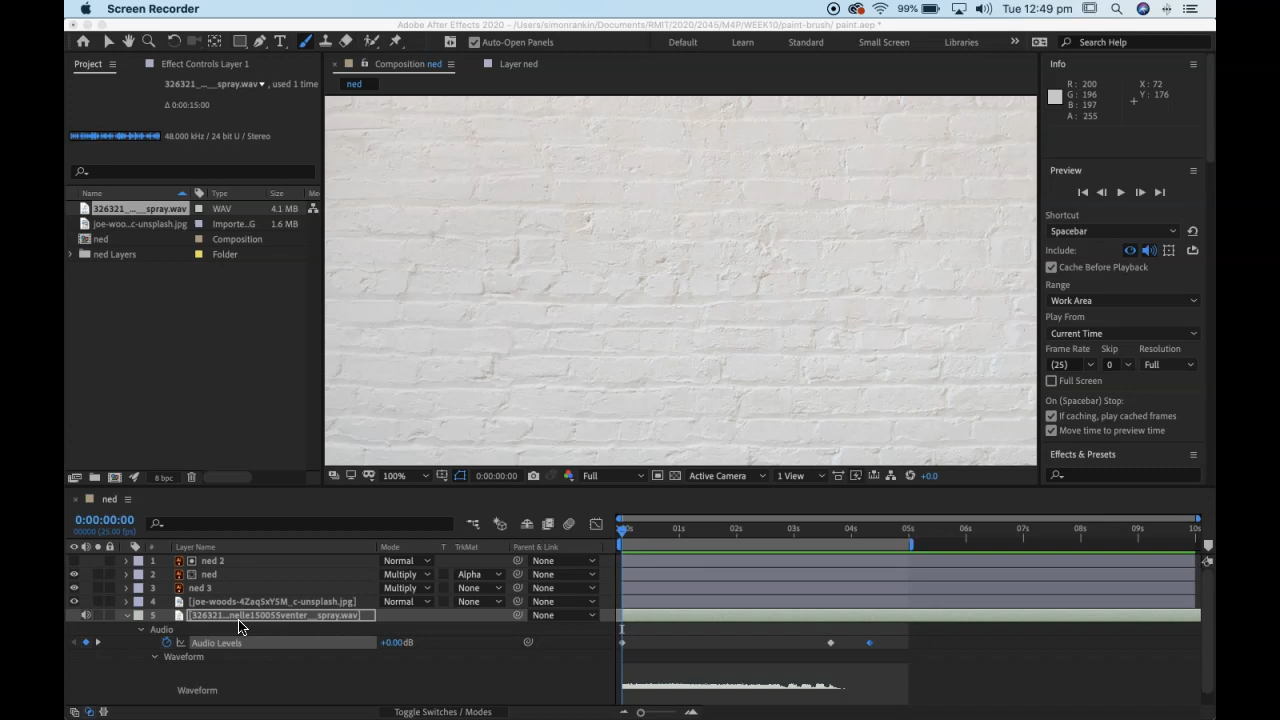 Screen Recorder 99% Tue 12:49 pm
Adobe After Effects 2020 - /Users/simonrankin/Documents/RMIT/2020/2045/M4P/WEEK10/paint-brush/ paint.aep *
Auto-Open Panels Default Learn Standard Small Screen Libraries Search Help
Project Effect Controls Layer 1 Composition ned Layer ned Info
326321_...__spray.wav , used 1 time ned
Δ 0:00:15:00
R: 200 X: 72
G: 196 Y: 176
B: 197
A: 255
48.000 kHz / 24 bit U / Stereo
Preview
Name Type Size Me
326321_...__spray.wav WAV 4.1 MB
joe-woo...c-unsplash.jpg Importe...G 1.6 MB
ned Composition
ned Layers Folder
Shortcut
Spacebar
Include:
Cache Before Playback
Range
Work Area
Play From
Current Time
Frame Rate Skip Resolution
(25) 0 Full
Full Screen
On (Spacebar) Stop:
If caching, play cached frames
Move time to preview time
Effects & Presets
8 bpc 100% 0:00:00:00 Full Active Camera 1 View +0.0
ned
0:00:00:00
00000 (25.00 fps)
01s 02s 03s 04s 05s 06s 07s 08s 09s 10s
# Layer Name Mode T TrkMat Parent & Link
1 ned 2 Normal None
2 ned Multiply Alpha None
3 ned 3 Multiply None None
4 [joe-woods-4ZaqSxYSM_c-unsplash.jpg] Normal None None
5 [326321...nelle15005Sventer__spray.wav] None
Audio
Audio Levels +0.00dB
Waveform
Waveform
Toggle Switches / Modes